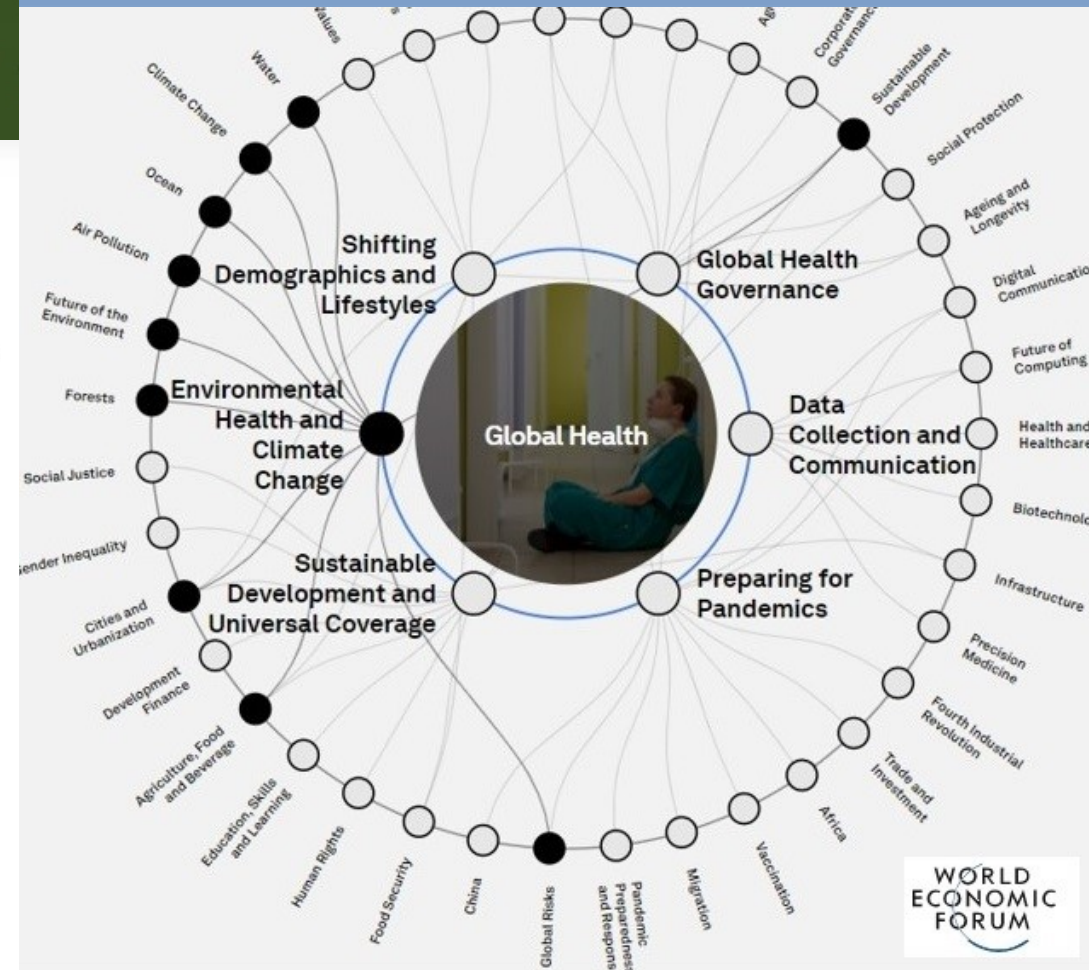 Values
Water
Climate Change
Ocean
Air Pollution
Future of the
Environment
Forests
Social Justice
Gender Inequality
Cities and
Urbanization
Development
Finance
Agriculture, Food
and Beverage
Education, Skills
and Learning
Human Rights
Food Security
China
Global Risks
Pandemic
Preparedness
and Respons
Migration
Vaccination
Africa
Trade and
Investment
Fourth Industrial
Revolution
Precision
Medicine
Infrastructure
Biotechnolo
Health and
Healthcare
Future of
Computing
Digital
Communicatio
Ageing and
Longevity
Social Protection
Sustainable
Development
Corporat
Governance
Shifting
Demographics and
Lifestyles
Global Health
Governance
Environmental
Health and
Climate
Change
Global Health
Data
Collection and
Communication
Sustainable
Development and
Universal Coverage
Preparing for
Pandemics
WORLD
ECONOMIC
FORUM